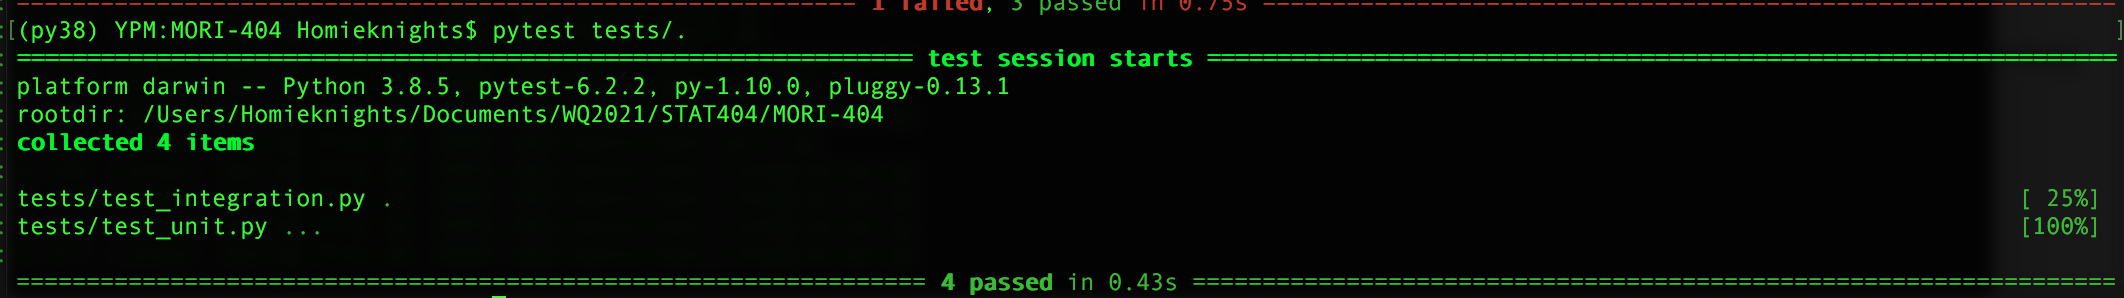 1 failed, 3 passed in 0.75s
[(py38) YPM:MORI-404 Homieknights$ pytest tests/. ]
============================== test session starts ==============================
platform darwin -- Python 3.8.5, pytest-6.2.2, py-1.10.0, pluggy-0.13.1
rootdir: /Users/Homieknights/Documents/WQ2021/STAT404/MORI-404
collected 4 items
tests/test_integration.py . [ 25%]
tests/test_unit.py ... [100%]
============================== 4 passed in 0.43s ==============================